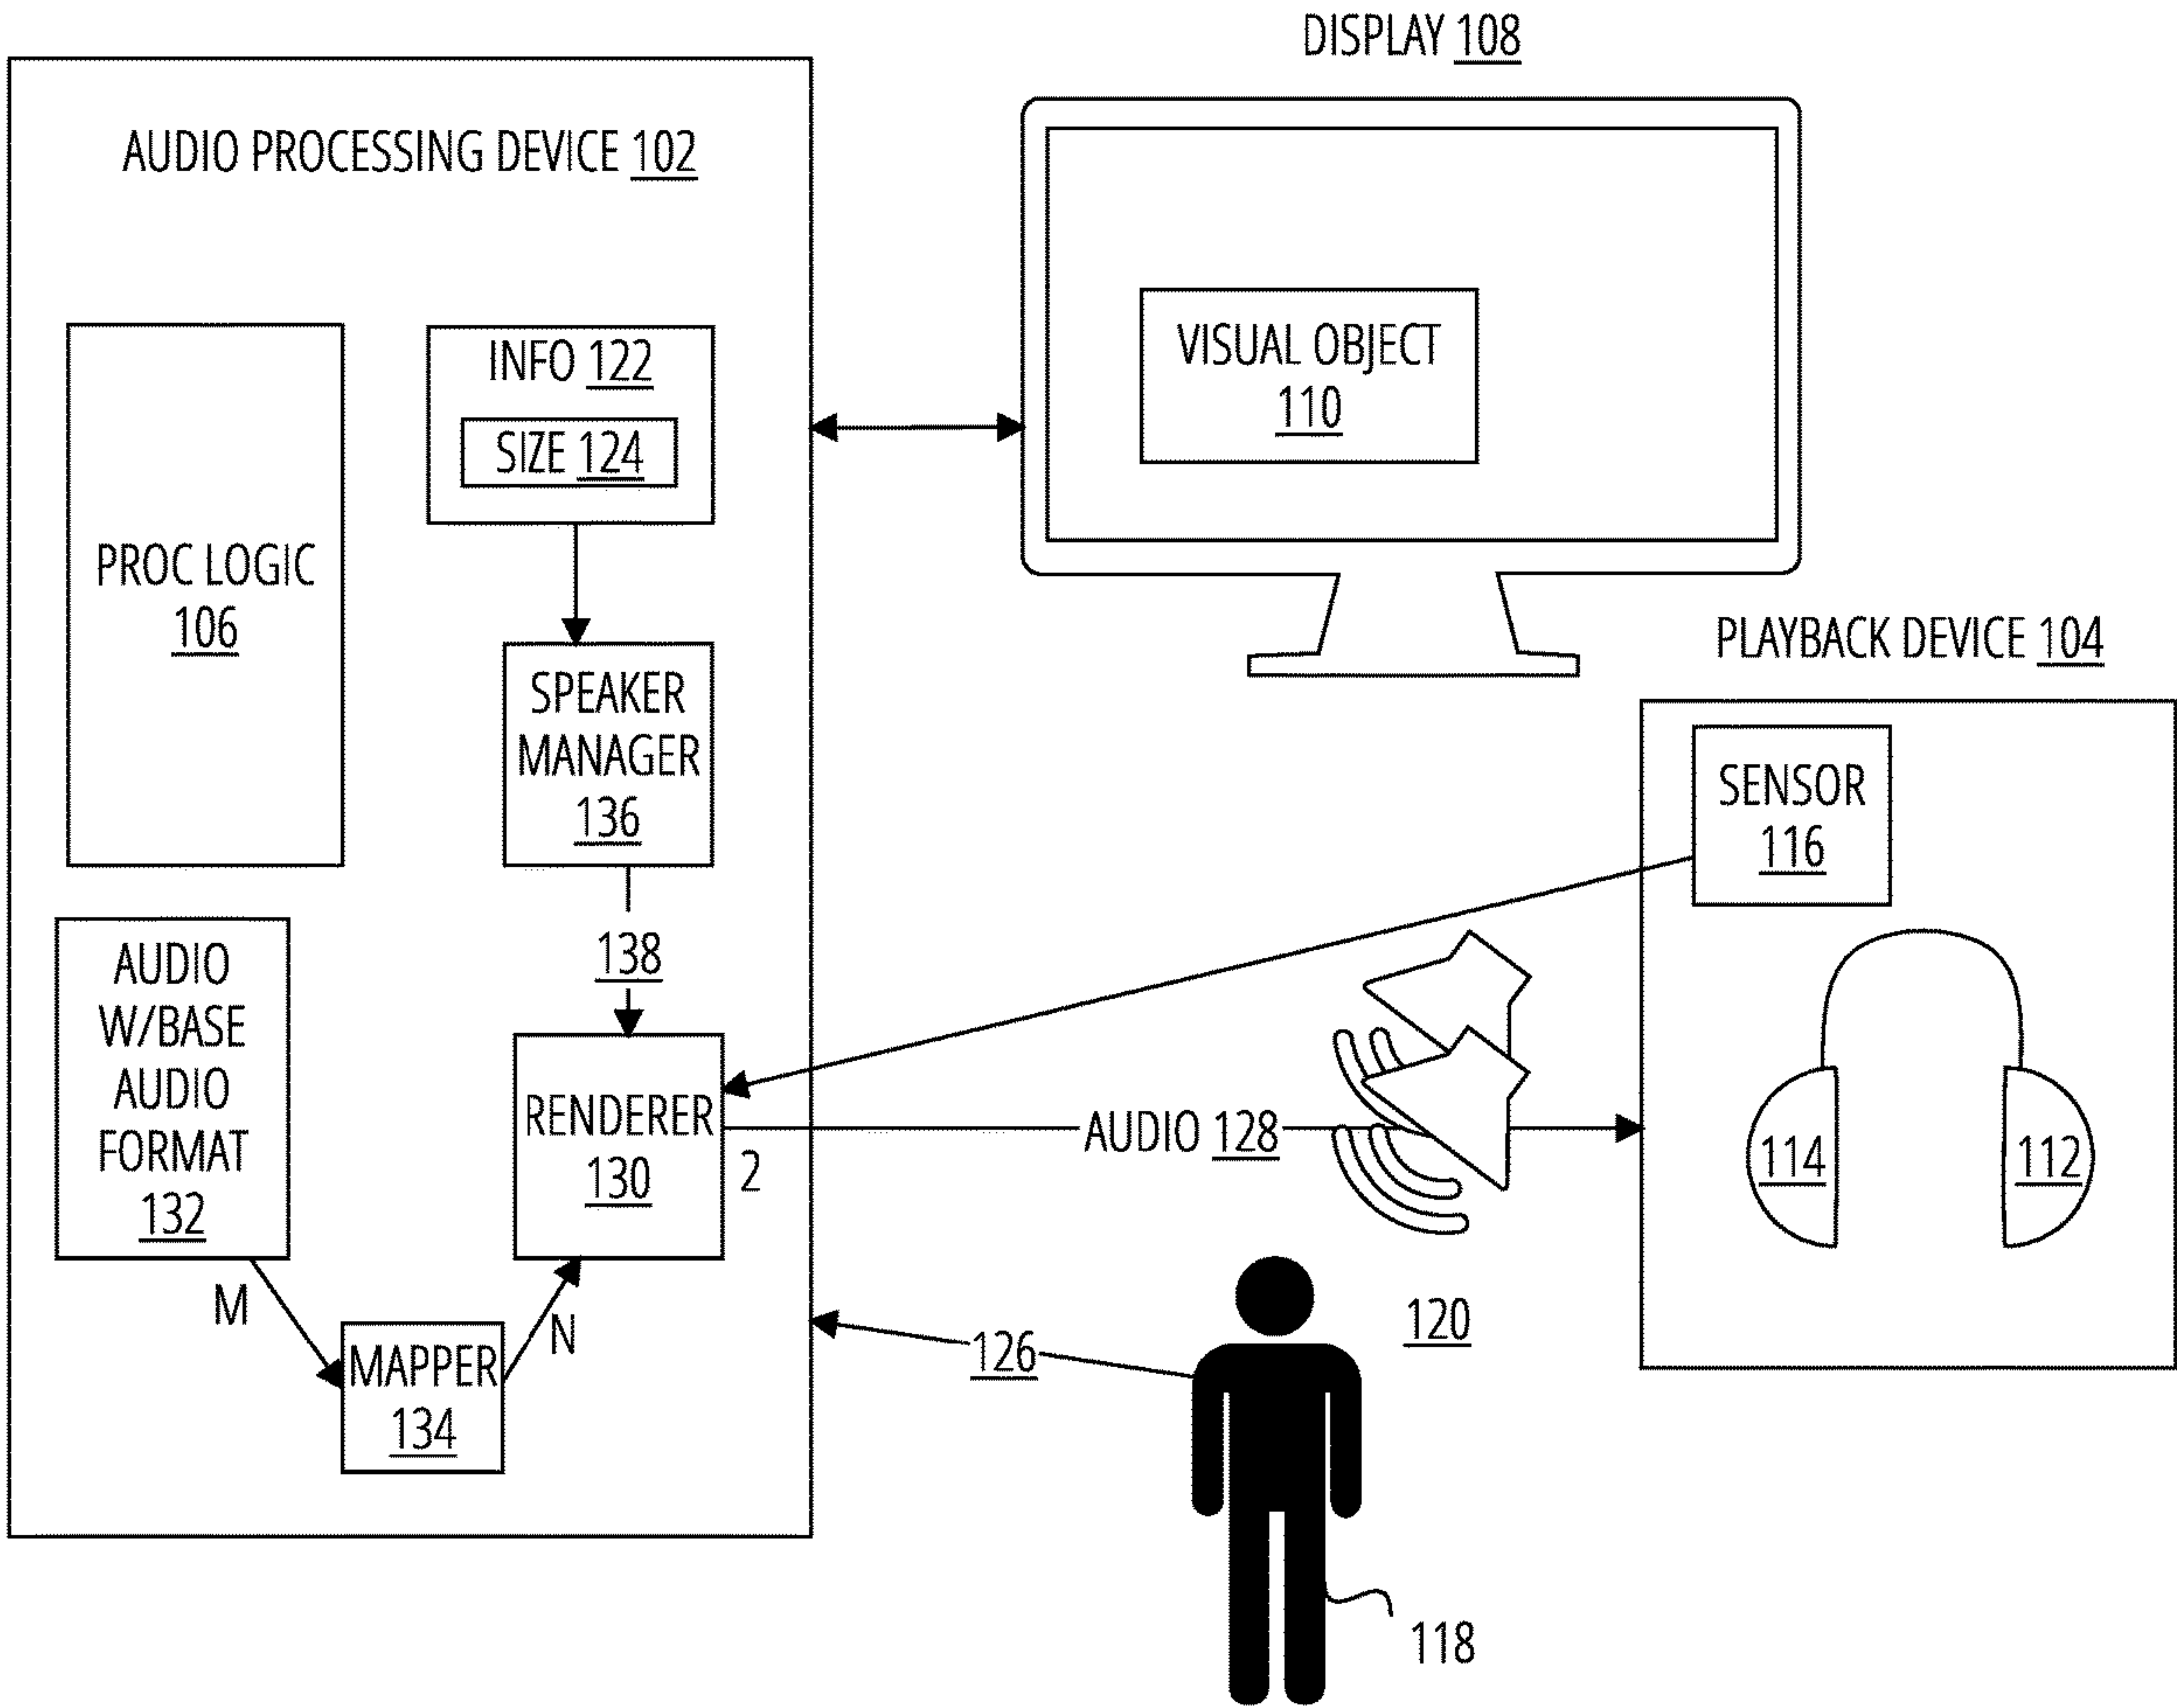 DISPLAY 108
AUDIO PROCESSING DEVICE 102
INFO 122
SIZE 124
VISUAL OBJECT
110
PROC LOGIC
106
SPEAKER
MANAGER
136
PLAYBACK DEVICE 104
SENSOR
116
138
AUDIO
W/BASE
AUDIO
FORMAT
132
RENDERER
130
2
AUDIO 128
114
112
M
N
MAPPER
134
126
120
118